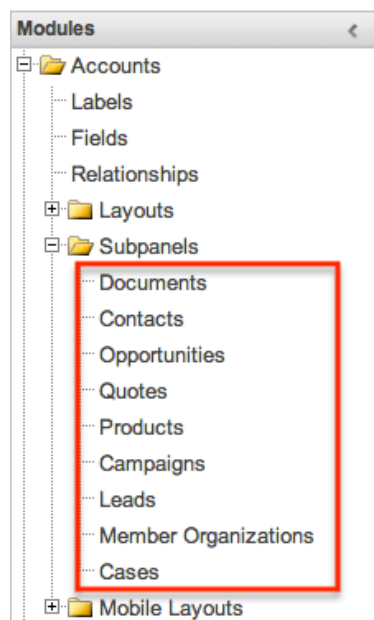 Modules
Accounts
Labels
Fields
Relationships
Layouts
Subpanels
Documents
Contacts
Opportunities
Quotes
Products
Campaigns
Leads
Member Organizations
Cases
Mobile Layouts